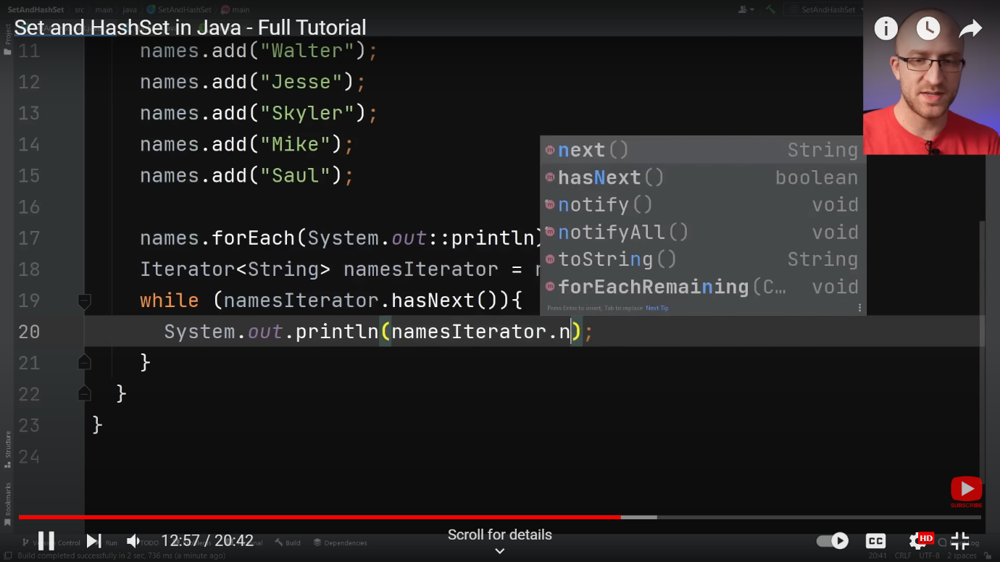 SetAndHashSet src main java SetAndHashSet main
SetAndHashSet
Set and HashSet in Java - Full Tutorial
Project
11 names.add("Walter");
12 names.add("Jesse");
13 names.add("Skyler");
14 names.add("Mike");
15 names.add("Saul");
16
17 names.forEach(System.out::println)
18 Iterator<String> namesIterator =
19 while (namesIterator.hasNext()){
20 System.out.println(namesIterator.n);
21 }
22 }
23 }
24
next() String
hasNext() boolean
notify() void
notifyAll() void
toString() String
forEachRemaining(C… void
Press Enter to insert, Tab to replace Next Tip
Structure
Bookmarks
SUBSCRIBE
12:57 / 20:42
Scroll for details
CC
HD
Control Run TODO Build Dependencies
Build completed successfully in 2 sec, 736 ms (a minute ago)
20:41 CRLF UTF-8 2 spaces